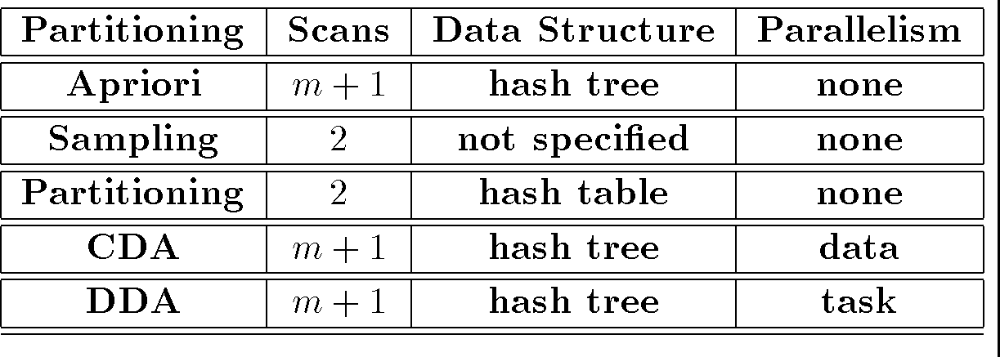 Partitioning Scans Data Structure Parallelism
Apriori m + 1 hash tree none
Sampling 2 not specified none
Partitioning 2 hash table none
CDA m + 1 hash tree data
DDA m + 1 hash tree task